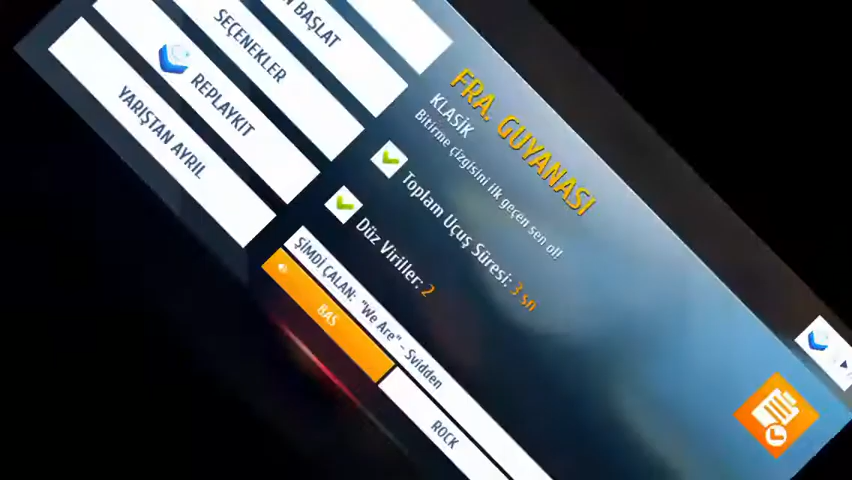 BAŞLAT
SEÇENEKLER
REPLAYKIT
YARIŞTAN AYRIL
FRA. GUYANASI
KLASİK
Bitirme çizgisini ilk geçen sen ol!
Toplam Uçuş Süresi: 3 sn
Düz Viriller: 2
ŞİMDİ ÇALAN: "We Are" - Svidden
BAS
ROCK